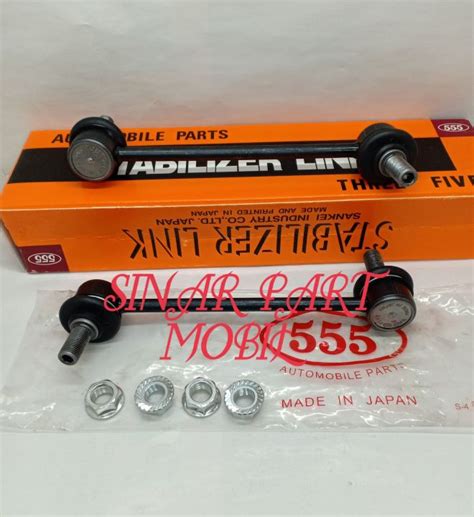 555
AUTOMOBILE PARTS
STABILIZER LINK
THREE FIVE
MADE AND PRINTED IN JAPAN
SANKEI INDUSTRY CO., LTD. JAPAN
STABILIZER LINK
555
SINAR PART
MOBIL
555
AUTOMOBILE PARTS
MADE IN JAPAN